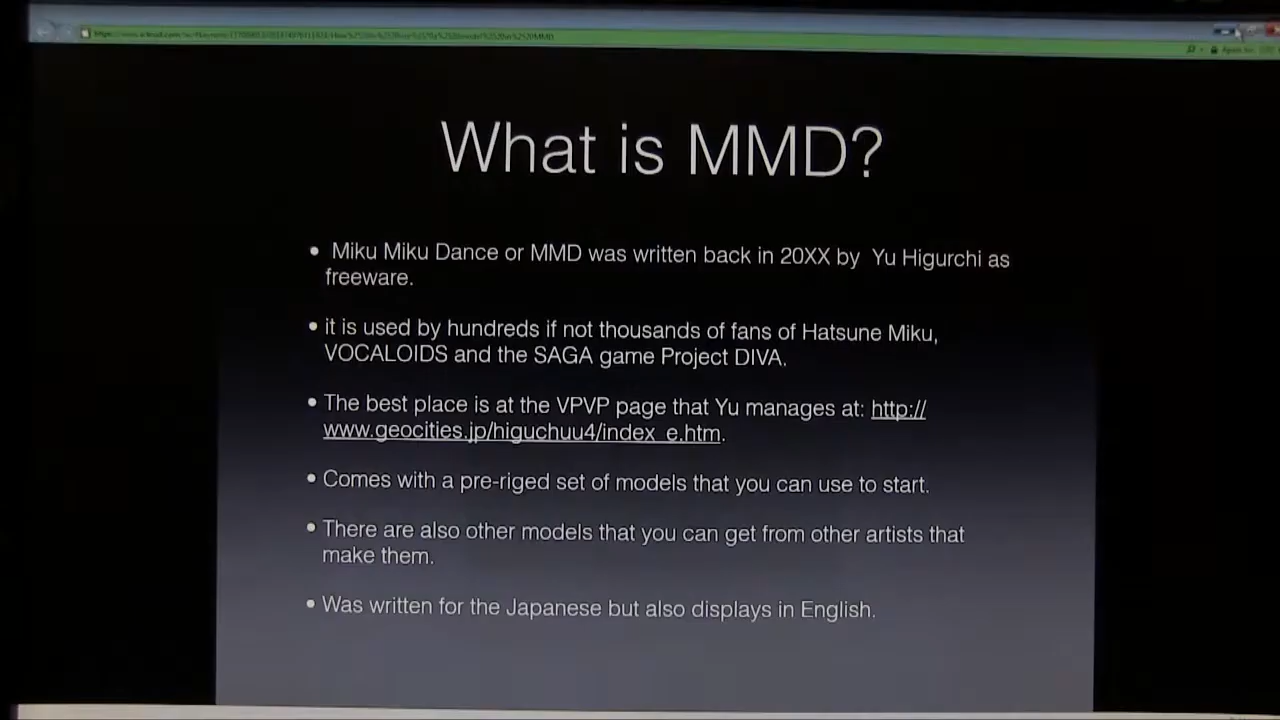 What is MMD?
• Miku Miku Dance or MMD was written back in 20XX by Yu Higurchi as
freeware.
• it is used by hundreds if not thousands of fans of Hatsune Miku,
VOCALOIDS and the SAGA game Project DIVA.
• The best place is at the VPVP page that Yu manages at: http://
www.geocities.jp/higuchuu4/index_e.htm.
• Comes with a pre-riged set of models that you can use to start.
• There are also other models that you can get from other artists that
make them.
• Was written for the Japanese but also displays in English.